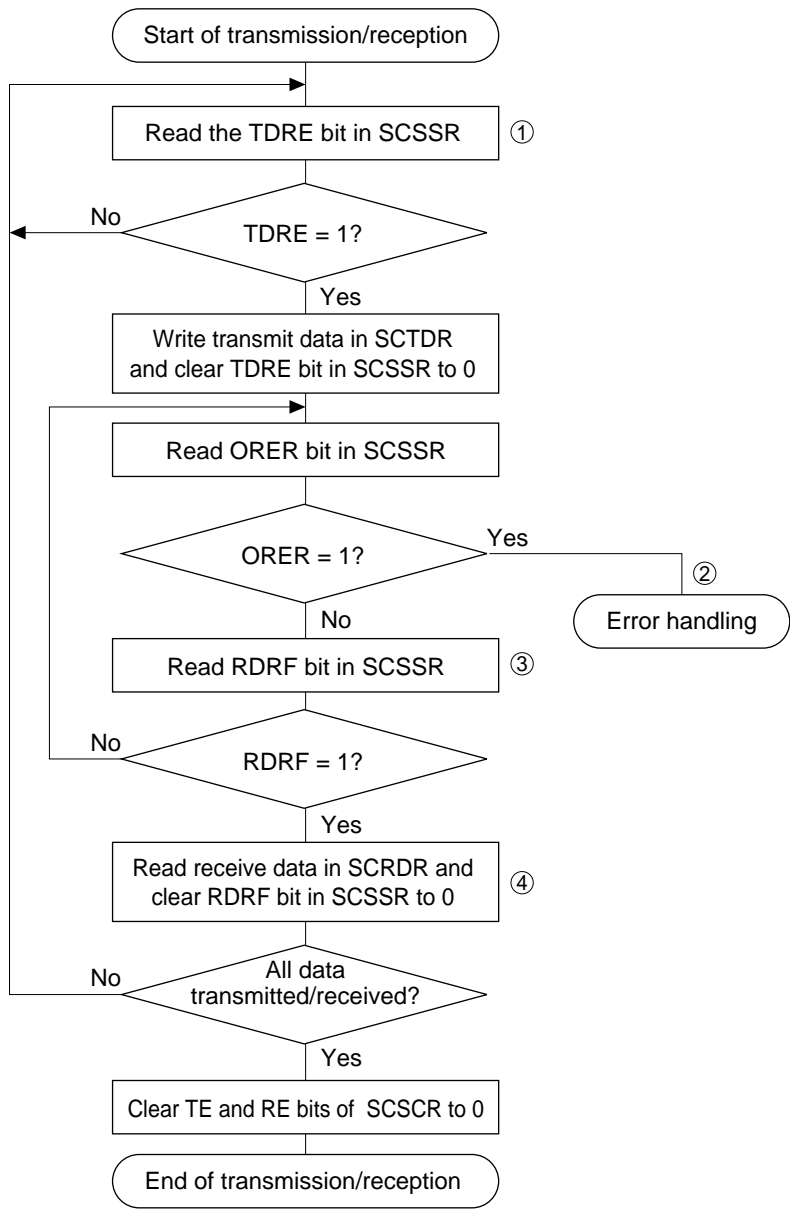 Start of transmission/reception
Read the TDRE bit in SCSSR ①
No
TDRE = 1?
Yes
Write transmit data in SCTDR
and clear TDRE bit in SCSSR to 0
Read ORER bit in SCSSR
ORER = 1?
Yes
②
Error handling
No
Read RDRF bit in SCSSR ③
No
RDRF = 1?
Yes
Read receive data in SCRDR and
clear RDRF bit in SCSSR to 0 ④
No
All data
transmitted/received?
Yes
Clear TE and RE bits of SCSCR to 0
End of transmission/reception